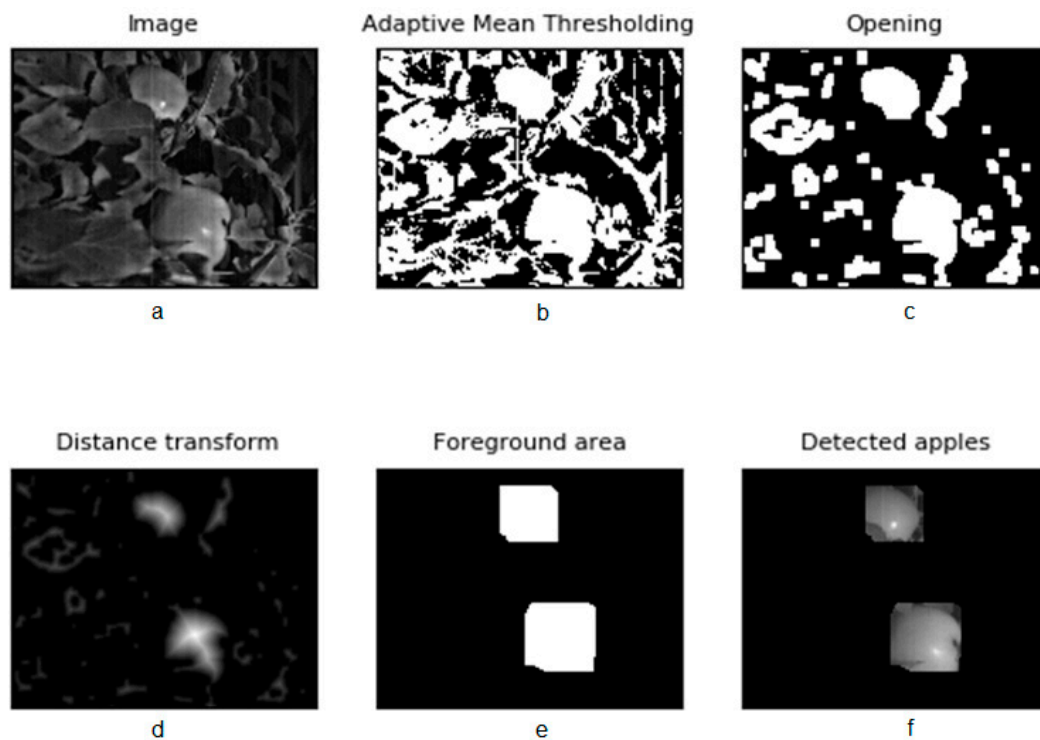 Image
Adaptive Mean Thresholding
Opening
a
b
c
Distance transform
Foreground area
Detected apples
d
e
f